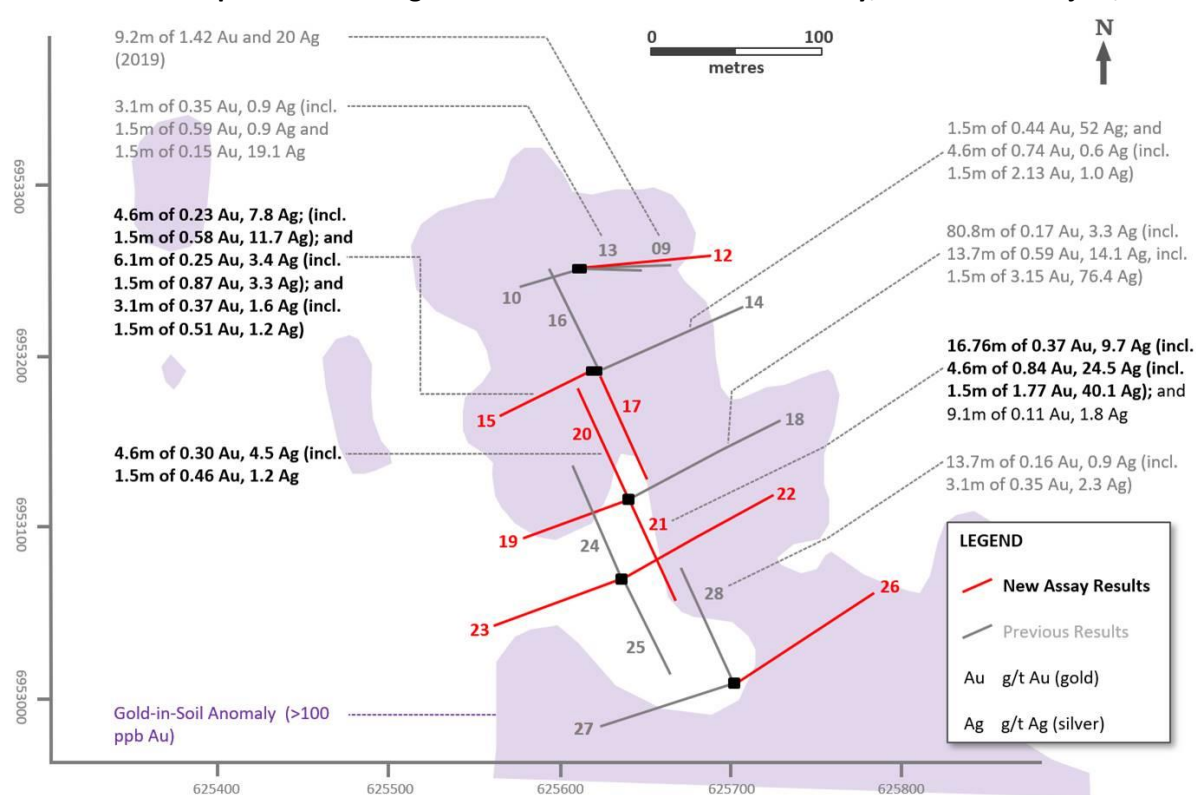 9.2m of 1.42 Au and 20 Ag
(2019)
3.1m of 0.35 Au, 0.9 Ag (incl.
1.5m of 0.59 Au, 0.9 Ag and
1.5m of 0.15 Au, 19.1 Ag
4.6m of 0.23 Au, 7.8 Ag; (incl.
1.5m of 0.58 Au, 11.7 Ag); and
6.1m of 0.25 Au, 3.4 Ag (incl.
1.5m of 0.87 Au, 3.3 Ag); and
3.1m of 0.37 Au, 1.6 Ag (incl.
1.5m of 0.51 Au, 1.2 Ag)
4.6m of 0.30 Au, 4.5 Ag (incl.
1.5m of 0.46 Au, 1.2 Ag
Gold-in-Soil Anomaly (>100
ppb Au)
0 100
metres
N
1.5m of 0.44 Au, 52 Ag; and
4.6m of 0.74 Au, 0.6 Ag (incl.
1.5m of 2.13 Au, 1.0 Ag)
80.8m of 0.17 Au, 3.3 Ag (incl.
13.7m of 0.59 Au, 14.1 Ag, incl.
1.5m of 3.15 Au, 76.4 Ag)
16.76m of 0.37 Au, 9.7 Ag (incl.
4.6m of 0.84 Au, 24.5 Ag (incl.
1.5m of 1.77 Au, 40.1 Ag); and
9.1m of 0.11 Au, 1.8 Ag
13.7m of 0.16 Au, 0.9 Ag (incl.
3.1m of 0.35 Au, 2.3 Ag)
13
09
12
10
16
14
15
17
20
18
22
21
19
24
28
26
23
25
27
LEGEND
New Assay Results
Previous Results
Au g/t Au (gold)
Ag g/t Ag (silver)
6953300
6953200
6953100
6953000
625400
625500
625600
625700
625800